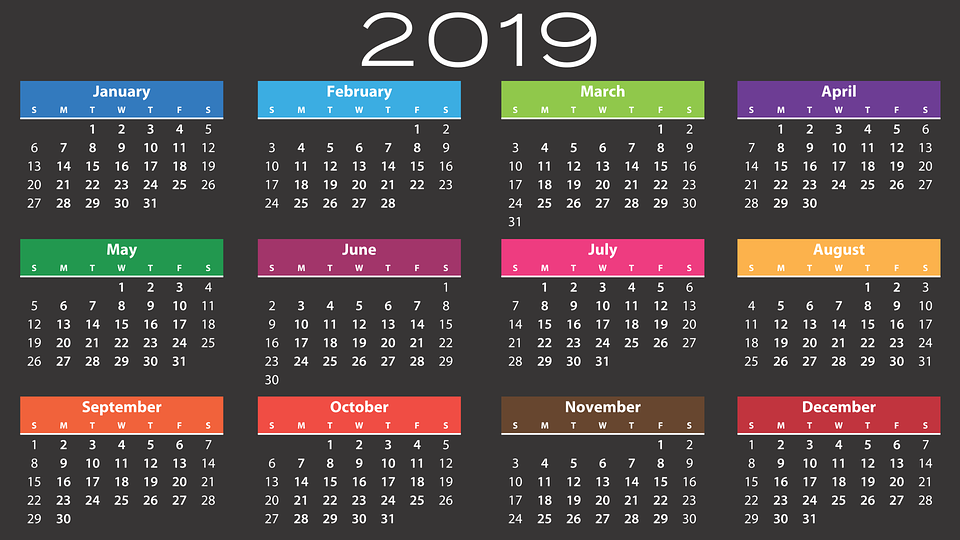 2019
January
S M T W T F S
1 2 3 4 5
6 7 8 9 10 11 12
13 14 15 16 17 18 19
20 21 22 23 24 25 26
27 28 29 30 31
February
S M T W T F S
1 2
3 4 5 6 7 8 9
10 11 12 13 14 15 16
17 18 19 20 21 22 23
24 25 26 27 28
March
S M T W T F S
1 2
3 4 5 6 7 8 9
10 11 12 13 14 15 16
17 18 19 20 21 22 23
24 25 26 27 28 29 30
31
April
S M T W T F S
1 2 3 4 5 6
7 8 9 10 11 12 13
14 15 16 17 18 19 20
21 22 23 24 25 26 27
28 29 30
May
S M T W T F S
1 2 3 4
5 6 7 8 9 10 11
12 13 14 15 16 17 18
19 20 21 22 23 24 25
26 27 28 29 30 31
June
S M T W T F S
1
2 3 4 5 6 7 8
9 10 11 12 13 14 15
16 17 18 19 20 21 22
23 24 25 26 27 28 29
30
July
S M T W T F S
1 2 3 4 5 6
7 8 9 10 11 12 13
14 15 16 17 18 19 20
21 22 23 24 25 26 27
28 29 30 31
August
S M T W T F S
1 2 3
4 5 6 7 8 9 10
11 12 13 14 15 16 17
18 19 20 21 22 23 24
25 26 27 28 29 30 31
September
S M T W T F S
1 2 3 4 5 6 7
8 9 10 11 12 13 14
15 16 17 18 19 20 21
22 23 24 25 26 27 28
29 30
October
S M T W T F S
1 2 3 4 5
6 7 8 9 10 11 12
13 14 15 16 17 18 19
20 21 22 23 24 25 26
27 28 29 30 31
November
S M T W T F S
1 2
3 4 5 6 7 8 9
10 11 12 13 14 15 16
17 18 19 20 21 22 23
24 25 26 27 28 29 30
December
S M T W T F S
1 2 3 4 5 6 7
8 9 10 11 12 13 14
15 16 17 18 19 20 21
22 23 24 25 26 27 28
29 30 31